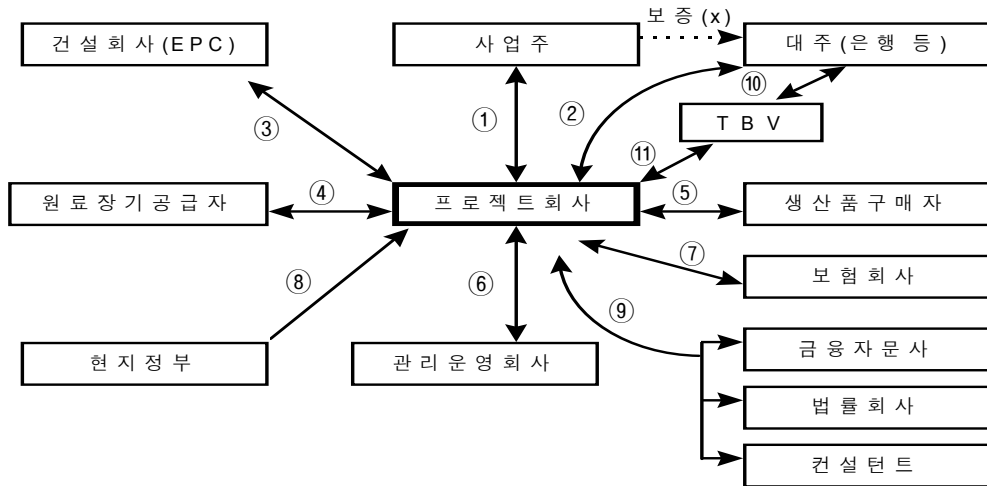 보증(x)
건설회사(EPC)
사업주
대주(은행 등)
⑩
①
②
TBV
③
⑪
원료장기공급자
④
프로젝트회사
⑤
생산품구매자
⑦
보험회사
⑧
⑥
⑨
현지정부
관리운영회사
금융자문사
법률회사
컨설턴트